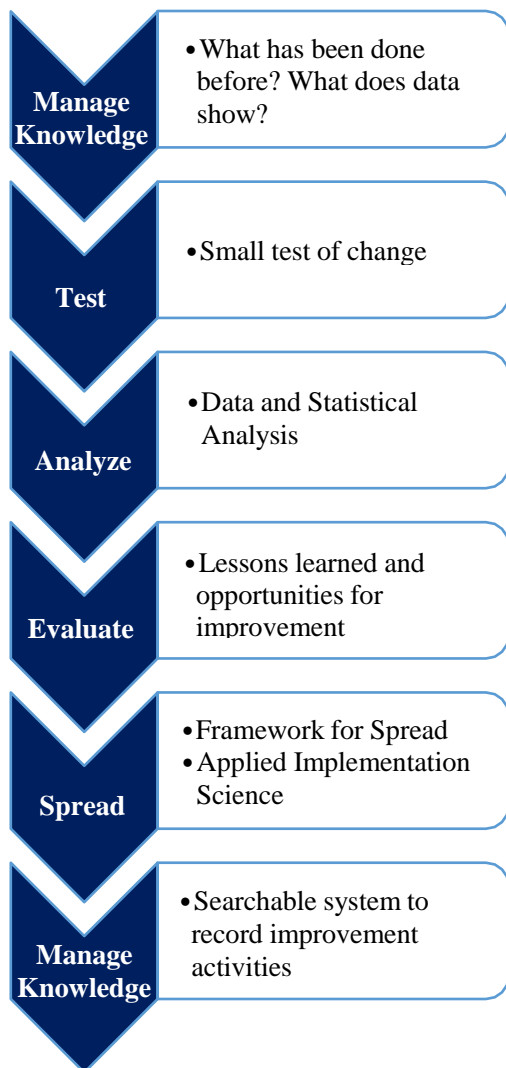 Manage
Knowledge
•What has been done
before? What does data
show?
Test
•Small test of change
Analyze
•Data and Statistical
Analysis
Evaluate
•Lessons learned and
opportunities for
improvement
Spread
•Framework for Spread
•Applied Implementation
Science
Manage
Knowledge
•Searchable system to
record improvement
activities